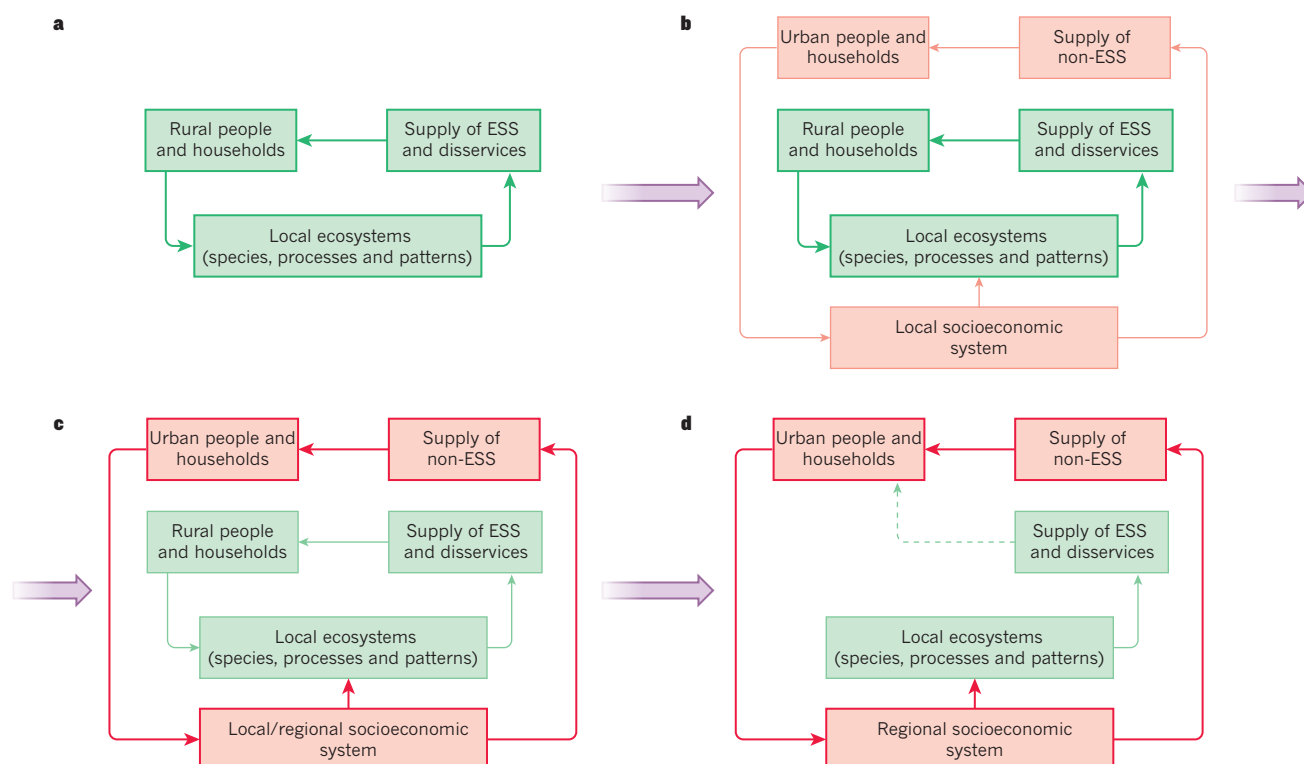 a
Rural people
and households
Supply of ESS
and disservices
Local ecosystems
(species, processes and patterns)
b
Urban people and
households
Supply of
non-ESS
Rural people
and households
Supply of ESS
and disservices
Local ecosystems
(species, processes and patterns)
Local socioeconomic
system
c
Urban people and
households
Supply of
non-ESS
Rural people
and households
Supply of ESS
and disservices
Local ecosystems
(species, processes and patterns)
Local/regional socioeconomic
system
d
Urban people and
households
Supply of
non-ESS
Supply of ESS
and disservices
Local ecosystems
(species, processes and patterns)
Regional socioeconomic
system